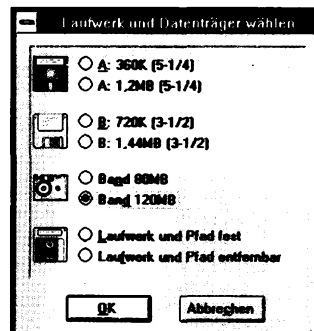 Laufwerk und Datenträger wählen
A: 360K (5-1/4)
A: 1,2MB (5-1/4)
B: 720K (3-1/2)
B: 1,44MB (3-1/2)
Band 80MB
Band 120MB
Laufwerk und Pfad fest
Laufwerk und Pfad entfernbar
OK
Abbrechen